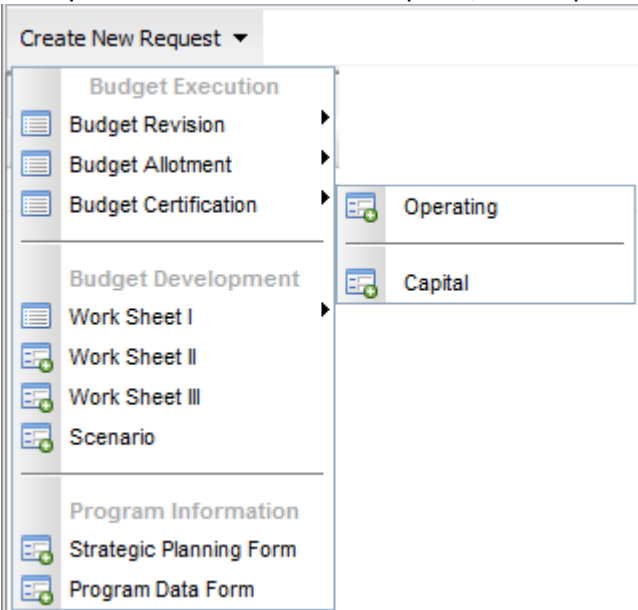 Create New Request
Budget Execution
Budget Revision
Budget Allotment
Budget Certification
Operating
Capital
Budget Development
Work Sheet I
Work Sheet II
Work Sheet III
Scenario
Program Information
Strategic Planning Form
Program Data Form